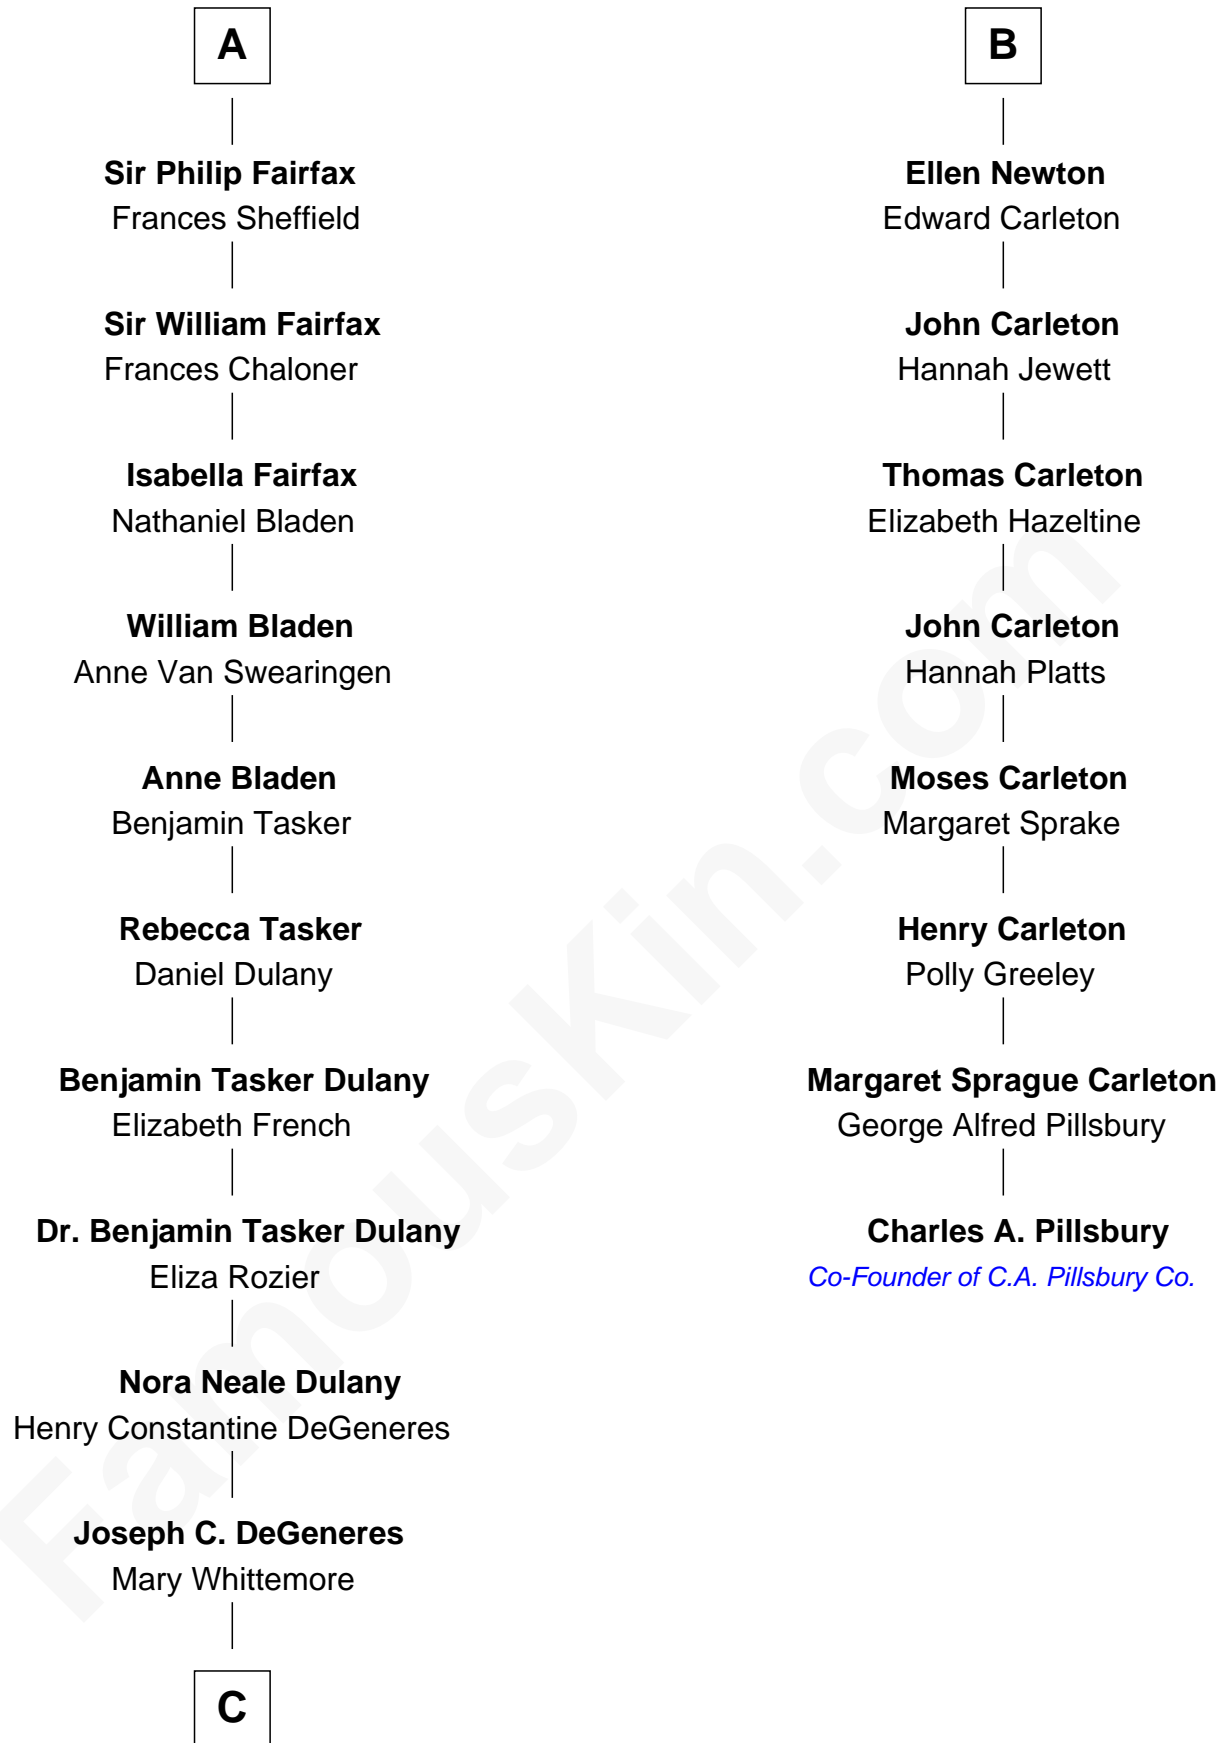 A
Sir Philip Fairfax
Frances Sheffield
Sir William Fairfax
Frances Chaloner
Isabella Fairfax
Nathaniel Bladen
William Bladen
Anne Van Swearingen
Anne Bladen
Benjamin Tasker
Rebecca Tasker
Daniel Dulany
Benjamin Tasker Dulany
Elizabeth French
Dr. Benjamin Tasker Dulany
Eliza Rozier
Nora Neale Dulany
Henry Constantine DeGeneres
Joseph C. DeGeneres
Mary Whittemore
C
B
Ellen Newton
Edward Carleton
John Carleton
Hannah Jewett
Thomas Carleton
Elizabeth Hazeltine
John Carleton
Hannah Platts
Moses Carleton
Margaret Sprake
Henry Carleton
Polly Greeley
Margaret Sprague Carleton
George Alfred Pillsbury
Charles A. Pillsbury
Co-Founder of C.A. Pillsbury Co.
FamousKin.com